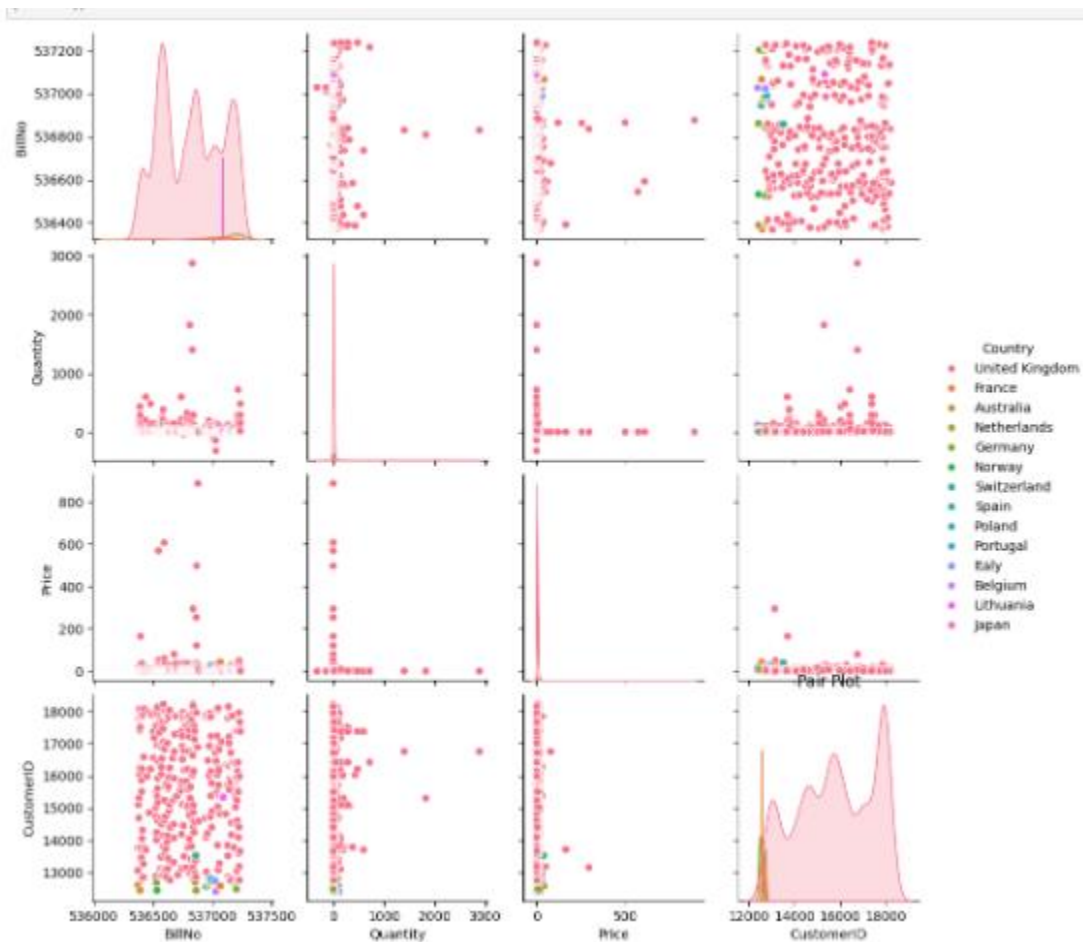 BillNo
537200
537000
536800
536600
536400
Quantity
3000
2000
1000
0
Price
800
600
400
200
0
Pair Plot
CustomerID
18000
17000
16000
15000
14000
13000
536000 536500 537000 537500
BillNo
0 1000 2000 3000
Quantity
0 500
Price
12000 14000 16000 18000
CustomerID
Country
United Kingdom
France
Australia
Netherlands
Germany
Norway
Switzerland
Spain
Poland
Portugal
Italy
Belgium
Lithuania
Japan